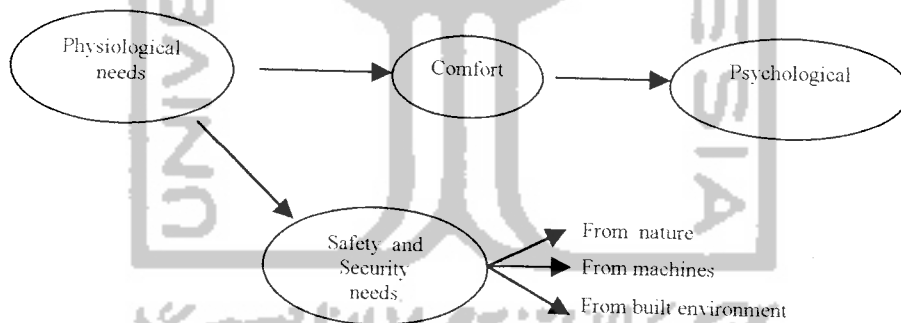 Physiological
needs
Comfort
Psychological
Safety and
Security
needs
From nature
From machines
From built environment